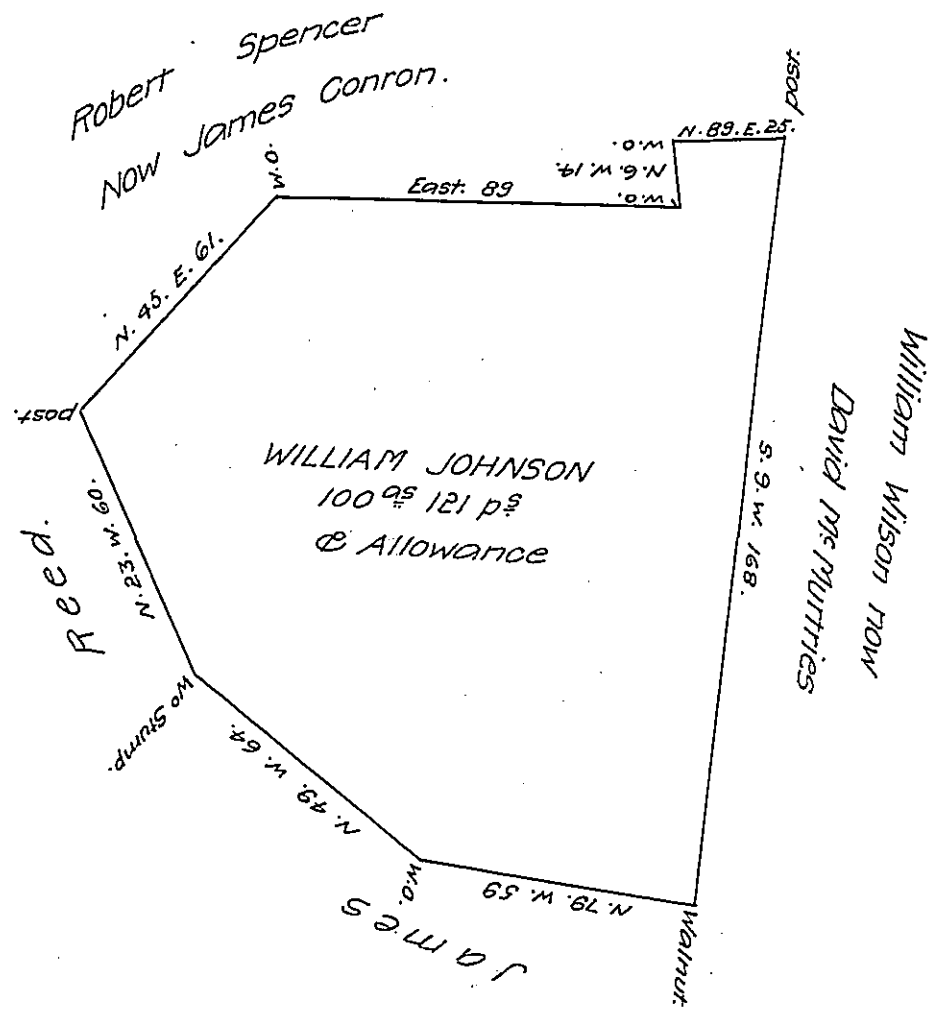 Robert Spencer
Now James Conron.
post
N. 89. E. 25.
w.o.
N. 6. w. 14.
w.o.
East. 89
w.o.
N. 45. E. 61.
post.
N. 23. w. 60.
Reed.
wo Stump.
N. 49. w. 64.
w.o.
James
N. 79. w. 59
Walnut.
S. 9. w. 168.
William Wilson now
David McMurtries
WILLIAM JOHNSON
100 as 121 ps
& Allowance